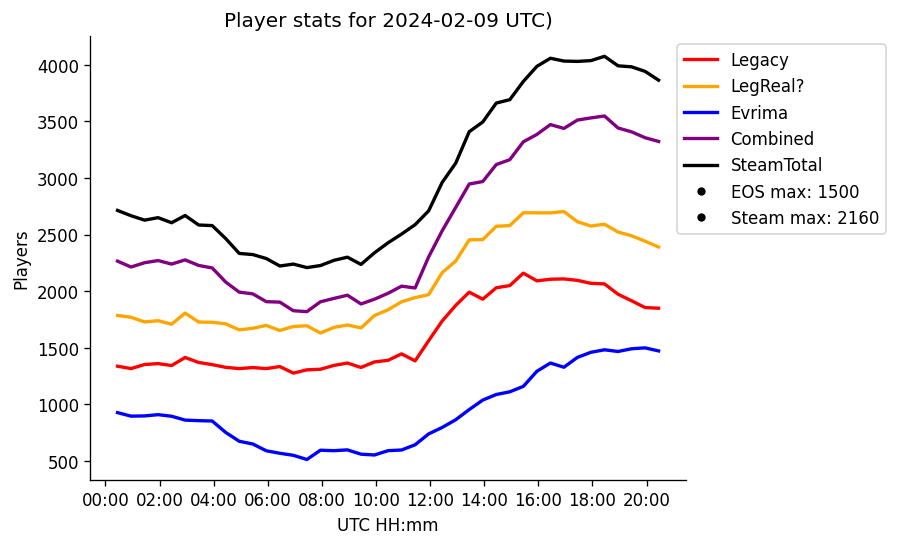 Player stats for 2024-02-09 UTC)
4000
3500
3000
2500
2000
1500
1000
500
Players
00:00 02:00 04:00 06:00 08:00 10:00 12:00 14:00 16:00 18:00 20:00
UTC HH:mm
Legacy
LegReal?
Evrima
Combined
SteamTotal
EOS max: 1500
Steam max: 2160